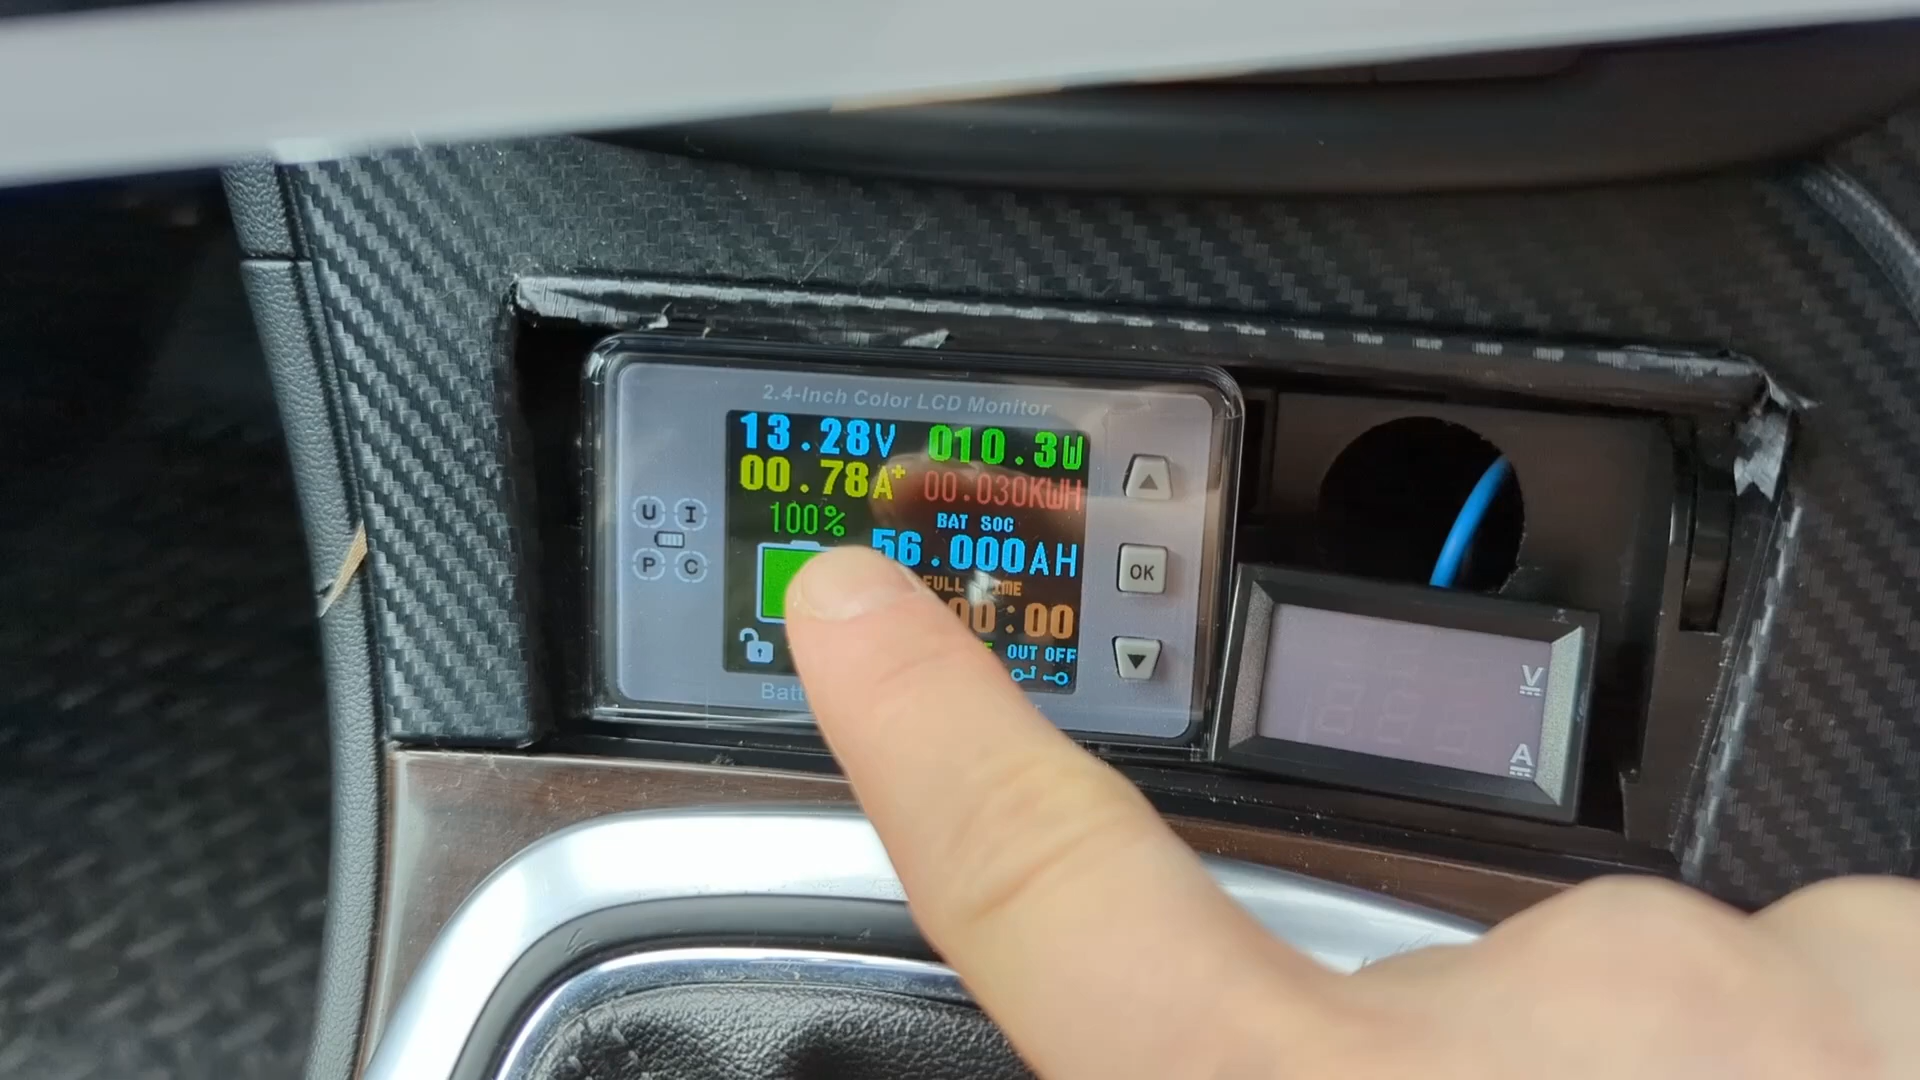 2.4-Inch Color LCD Monitor
13.28V 010.3W
00.78A+ 00.030KWH
100% BAT SOC
56.000AH
FULL
00:00
OUT OFF
U I
P C
OK
V
A